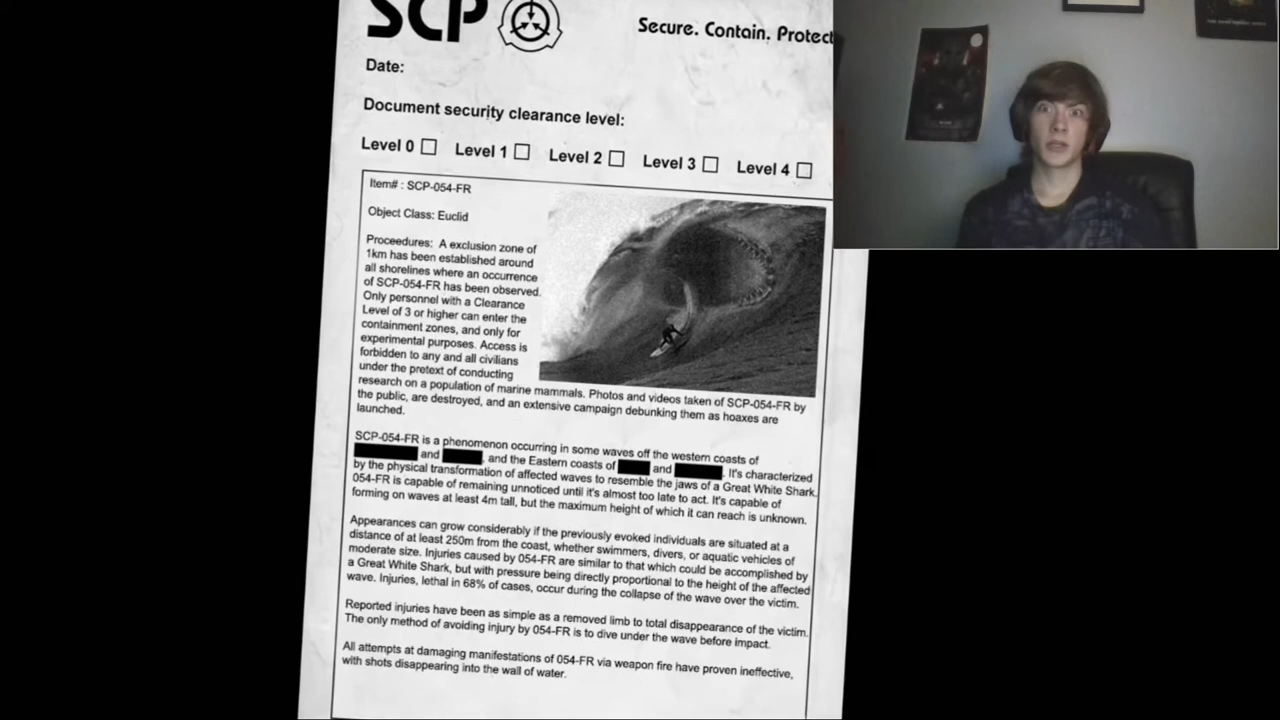 SCP
Secure. Contain. Protect
Date:
Document security clearance level:
Level 0 Level 1 Level 2 Level 3 Level 4
Item# : SCP-054-FR
Object Class: Euclid
Proceedures: A exclusion zone of
1km has been established around
all shorelines where an occurrence
of SCP-054-FR has been observed.
Only personnel with a Clearance
Level of 3 or higher can enter the
containment zones, and only for
experimental purposes. Access is
forbidden to any and all civilians
under the pretext of conducting
research on a population of marine mammals. Photos and videos taken of SCP-054-FR by
the public, are destroyed, and an extensive campaign debunking them as hoaxes are
launched.
SCP-054-FR is a phenomenon occurring in some waves off the western coasts of
and , and the Eastern coasts of and . It's characterized
by the physical transformation of affected waves to resemble the jaws of a Great White Shark.
054-FR is capable of remaining unnoticed until it's almost too late to act. It's capable of
forming on waves at least 4m tall, but the maximum height of which it can reach is unknown.
Appearances can grow considerably if the previously evoked individuals are situated at a
distance of at least 250m from the coast, whether swimmers, divers, or aquatic vehicles of
moderate size. Injuries caused by 054-FR are similar to that which could be accomplished by
a Great White Shark, but with pressure being directly proportional to the height of the affected
wave. Injuries, lethal in 68% of cases, occur during the collapse of the wave over the victim.
Reported injuries have been as simple as a removed limb to total disappearance of the victim.
The only method of avoiding injury by 054-FR is to dive under the wave before impact.
All attempts at damaging manifestations of 054-FR via weapon fire have proven ineffective,
with shots disappearing into the wall of water.